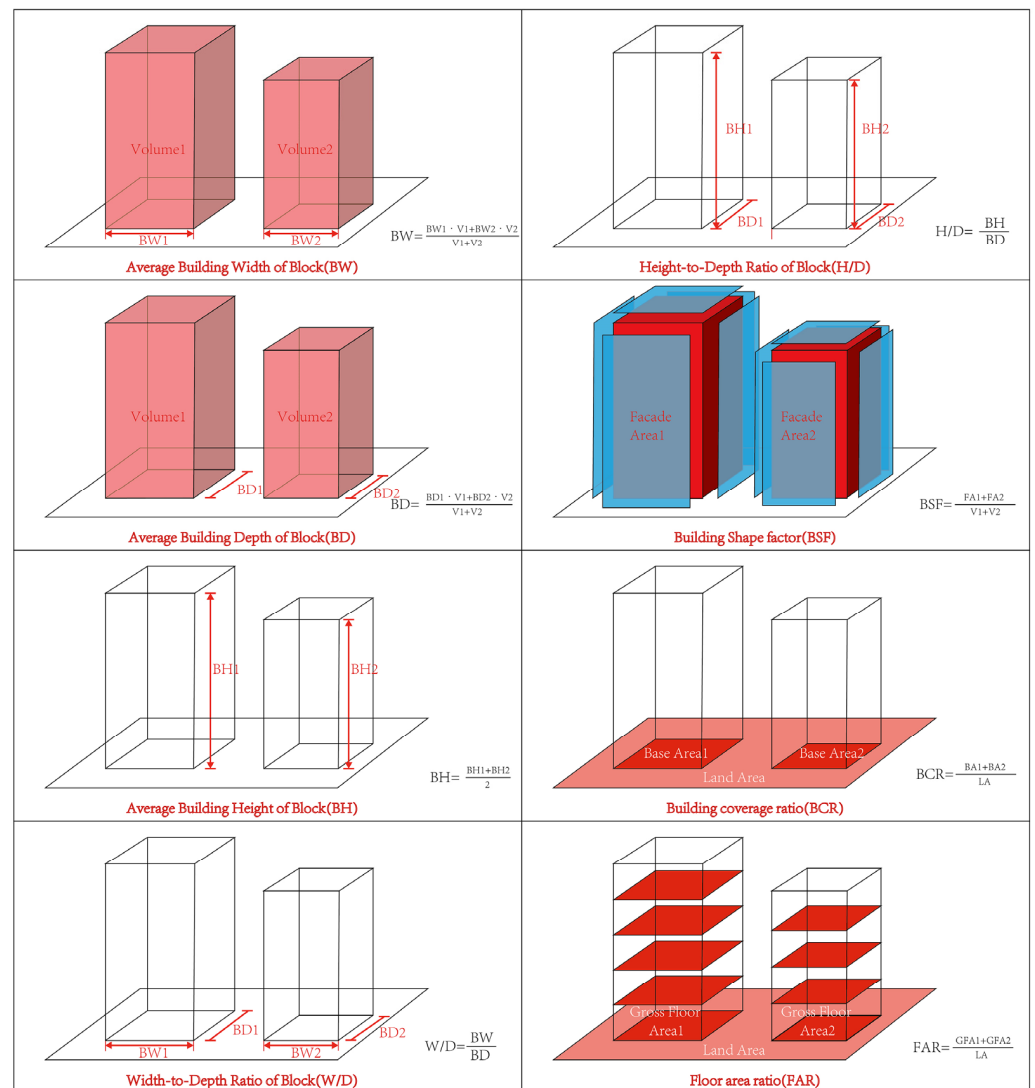 Volume1
Volume2
BW1
BW2
BW= BW1 · V1+BW2 · V2
V1+V2
Average Building Width of Block(BW)
BH1
BH2
BD1
BD2
H/D= BH
BD
Height-to-Depth Ratio of Block(H/D)
Volume1
Volume2
BD1
BD2
BD= BD1 · V1+BD2 · V2
V1+V2
Average Building Depth of Block(BD)
Facade
Area1
Facade
Area2
BSF= FA1+FA2
V1+V2
Building Shape factor(BSF)
BH1
BH2
BH= BH1+BH2
2
Average Building Height of Block(BH)
Base Area1
Base Area2
Land Area
BCR= BA1+BA2
LA
Building coverage ratio(BCR)
BD1
BD2
BW1
BW2
W/D= BW
BD
Width-to-Depth Ratio of Block(W/D)
Gross Floor
Area1
Gross Floor
Area2
Land Area
FAR= GFA1+GFA2
LA
Floor area ratio(FAR)